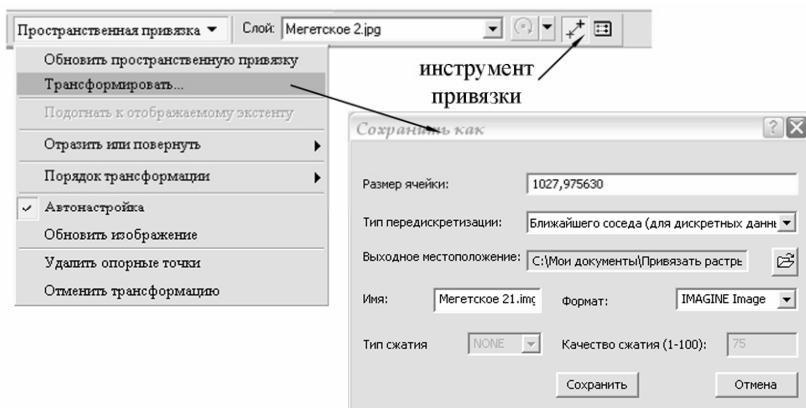 Пространственная привязка
Слой: Мегетское 2.jpg
Обновить пространственную привязку
Трансформировать...
Подогнать к отображаемому экстенту
Отразить или повернуть
Порядок трансформации
Автонастройка
Обновить изображение
Удалить опорные точки
Отменить трансформацию
инструмент
привязки
Сохранить как
Размер ячейки: 1027,975630
Тип передискретизации: Ближайшего соседа (для дискретных данны
Выходное местоположение: C:\Мои документы\Привязать растры
Имя: Мегетское 21.img Формат: IMAGINE Image
Тип сжатия NONE Качество сжатия (1-100): 75
Сохранить Отмена